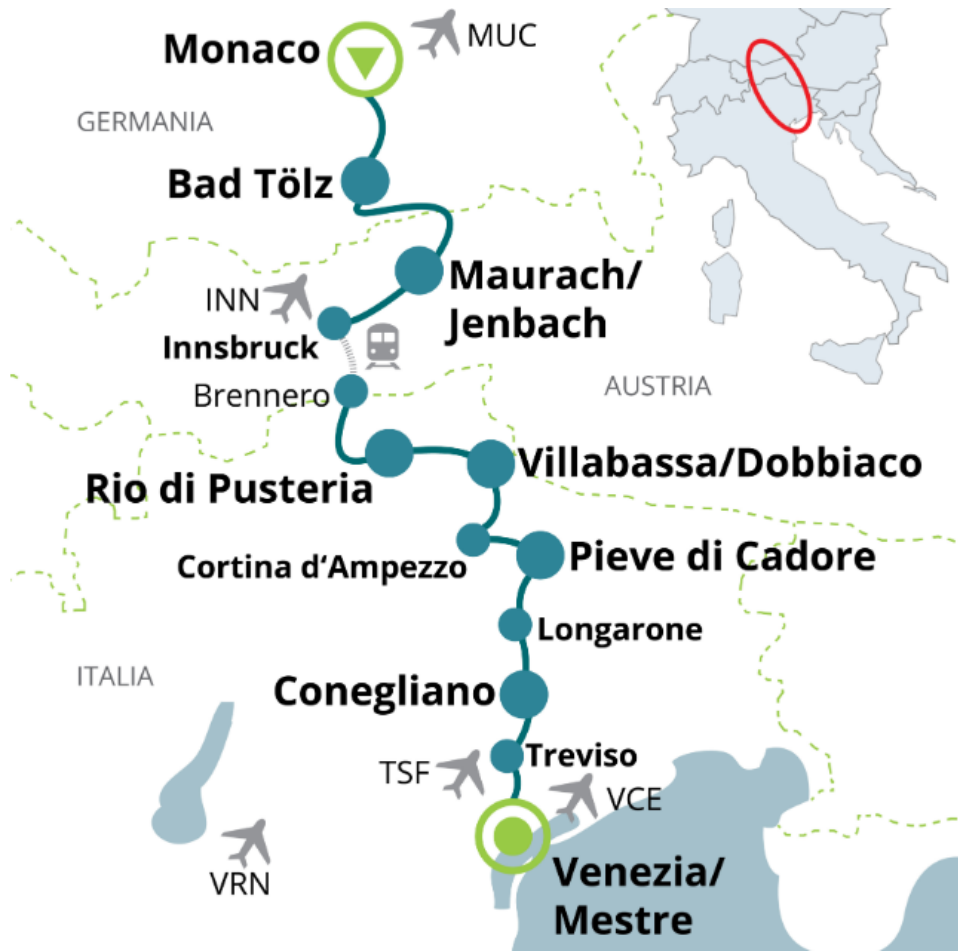 Monaco
MUC
GERMANIA
Bad Tölz
Maurach/
Jenbach
INN
Innsbruck
Brennero
AUSTRIA
Rio di Pusteria
Villabassa/Dobbiaco
Cortina d‘Ampezzo
Pieve di Cadore
Longarone
ITALIA
Conegliano
Treviso
TSF
VCE
VRN
Venezia/
Mestre